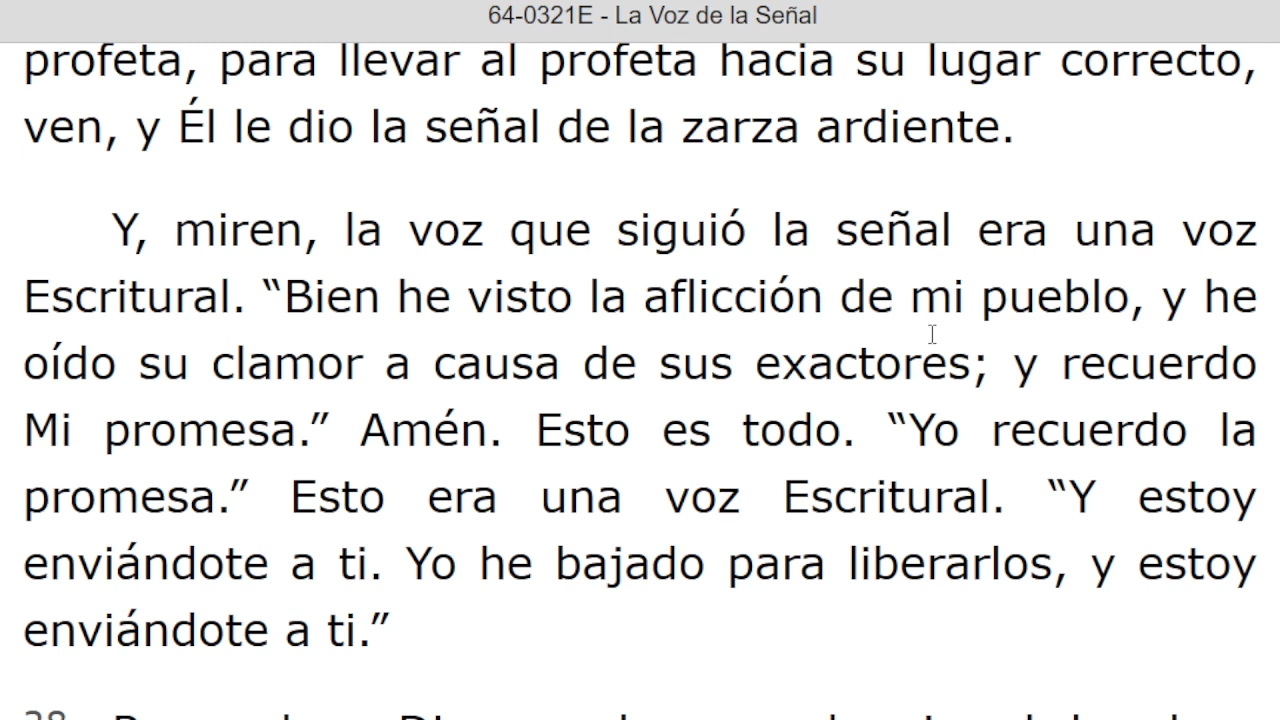 64-0321E - La Voz de la Señal
profeta, para llevar al profeta hacia su lugar correcto,
ven, y Él le dio la señal de la zarza ardiente.
Y, miren, la voz que siguió la señal era una voz
Escritural. “Bien he visto la aflicción de mi pueblo, y he
oído su clamor a causa de sus exactores; y recuerdo
Mi promesa.” Amén. Esto es todo. “Yo recuerdo la
promesa.” Esto era una voz Escritural. “Y estoy
enviándote a ti. Yo he bajado para liberarlos, y estoy
enviándote a ti.”